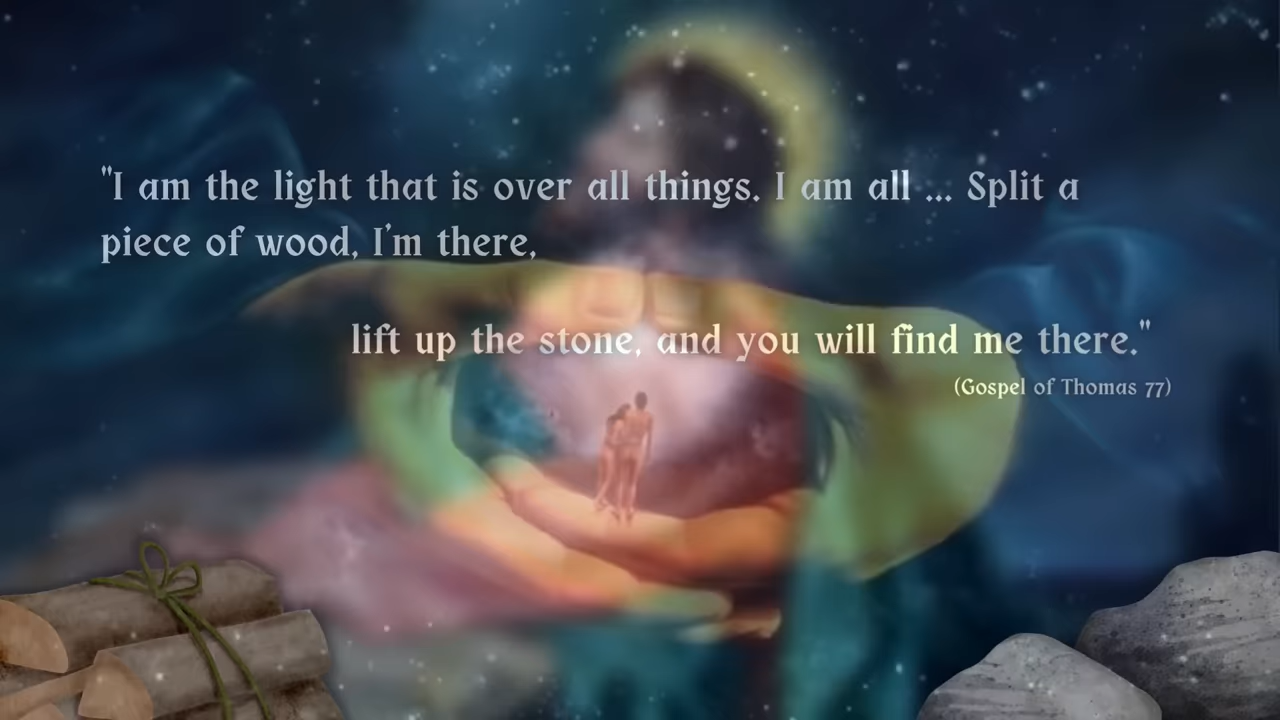 "I am the light that is over all things. I am all ... Split a
piece of wood, I'm there,
lift up the stone, and you will find me there."
(Gospel of Thomas 77)